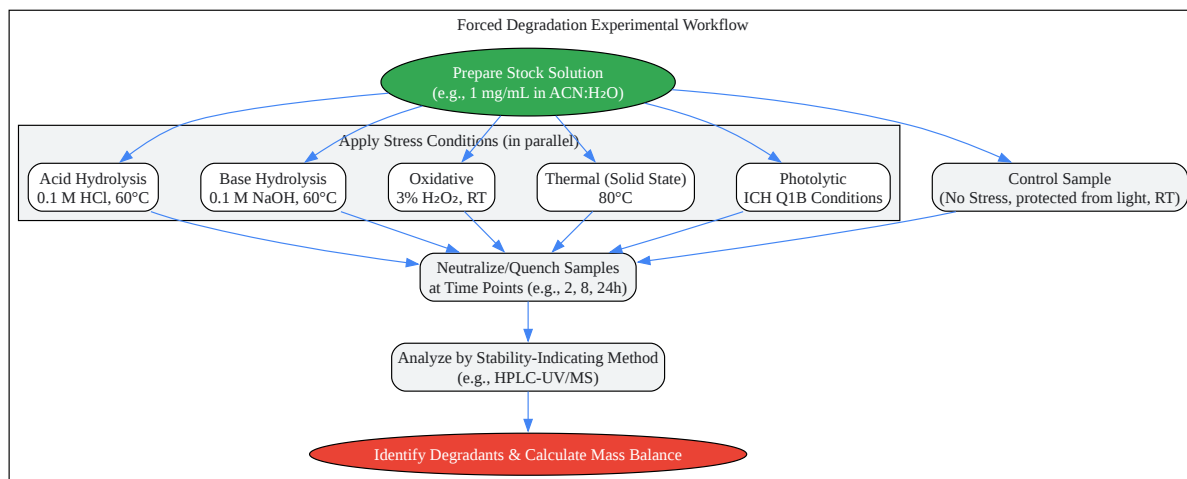 Forced Degradation Experimental Workflow
Prepare Stock Solution
(e.g., 1 mg/mL in ACN:H₂O)
Apply Stress Conditions (in parallel)
Acid Hydrolysis
0.1 M HCl, 60°C
Base Hydrolysis
0.1 M NaOH, 60°C
Oxidative
3% H₂O₂, RT
Thermal (Solid State)
80°C
Photolytic
ICH Q1B Conditions
Control Sample
(No Stress, protected from light, RT)
Neutralize/Quench Samples
at Time Points (e.g., 2, 8, 24h)
Analyze by Stability-Indicating Method
(e.g., HPLC-UV/MS)
Identify Degradants & Calculate Mass Balance